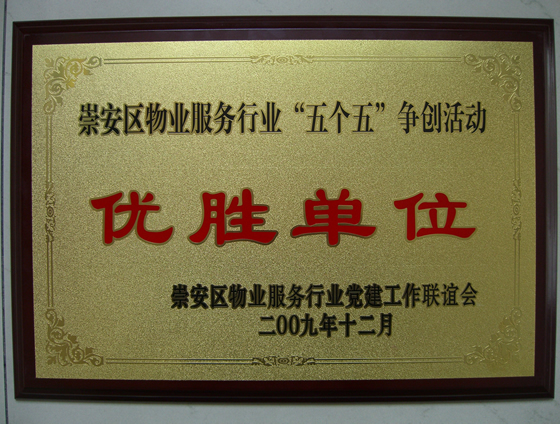 崇安区物业服务行业“五个五”争创活动
优胜单位
崇安区物业服务行业党建工作联谊会
二00九年十二月